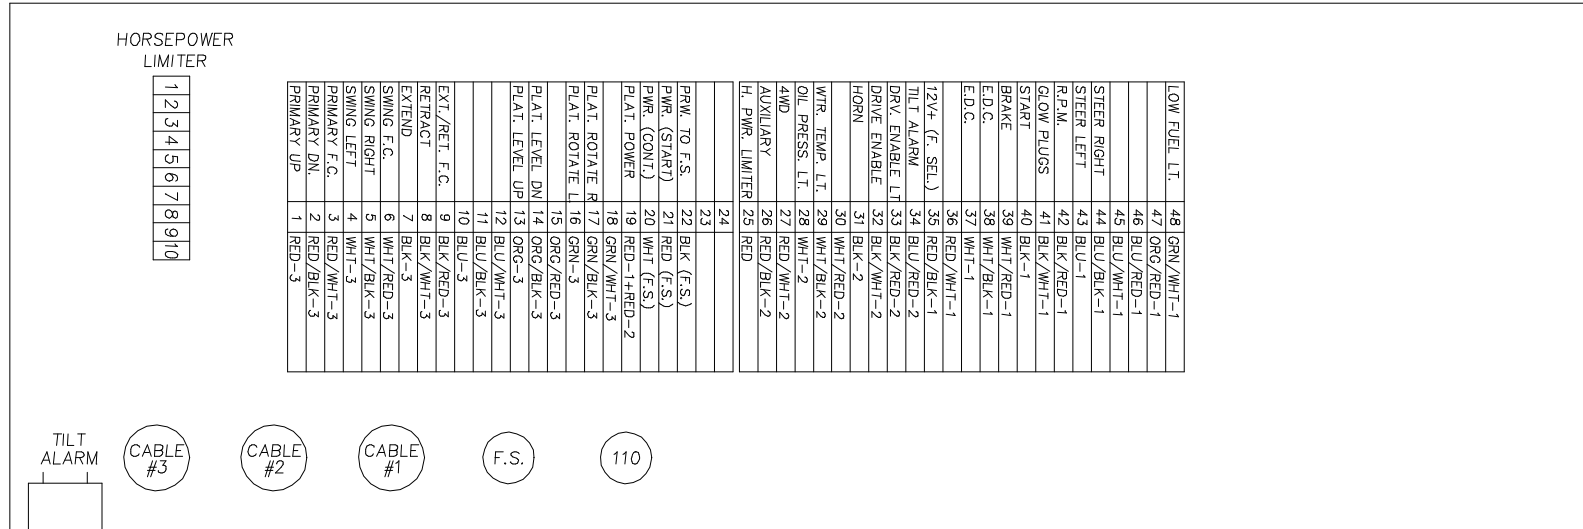 HORSEPOWER
LIMITER
1
2
3
4
5
6
7
8
9
10
PRIMARY UP 1 RED-3
PRIMARY DN. 2 RED/BLK-3
PRIMARY F.C. 3 RED/WHT-3
SWING LEFT 4 WHT-3
SWING RIGHT 5 WHT/BLK-3
SWING F.C. 6 WHT/RED-3
EXTEND 7 BLK-3
RETRACT 8 BLK/WHT-3
EXT./RET. F.C. 9 BLK/RED-3
10 BLU-3
11 BLU/BLK-3
12 BLU/WHT-3
PLAT. LEVEL UP 13 ORG-3
PLAT. LEVEL DN 14 ORG/BLK-3
15 ORG/RED-3
PLAT. ROTATE L 16 GRN-3
PLAT. ROTATE R 17 GRN/BLK-3
18 GRN/WHT-3
PLAT. POWER 19 RED-1+RED-2
PWR. (CONT.) 20 WHT (F.S.)
PWR. (START) 21 RED (F.S.)
PRW. TO F.S. 22 BLK (F.S.)
23
24
H. PWR. LIMITER 25 RED
AUXILIARY 26 RED/BLK-2
4WD 27 RED/WHT-2
OIL PRESS. LT. 28 WHT-2
WTR. TEMP. LT. 29 WHT/BLK-2
30 WHT/RED-2
HORN 31 BLK-2
DRIVE ENABLE 32 BLK/WHT-2
DRV. ENABLE LT 33 BLK/RED-2
TILT ALARM 34 BLU/RED-2
12V+ (F. SEL.) 35 RED/BLK-1
36 RED/WHT-1
E.D.C. 37 WHT-1
E.D.C. 38 WHT/BLK-1
BRAKE 39 WHT/RED-1
START 40 BLK-1
GLOW PLUGS 41 BLK/WHT-1
R.P.M. 42 BLK/RED-1
STEER LEFT 43 BLU-1
STEER RIGHT 44 BLU/BLK-1
45 BLU/WHT-1
46 BLU/RED-1
47 ORG/RED-1
LOW FUEL LT. 48 GRN/WHT-1
TILT
ALARM
CABLE
#3
CABLE
#2
CABLE
#1
F.S.
110